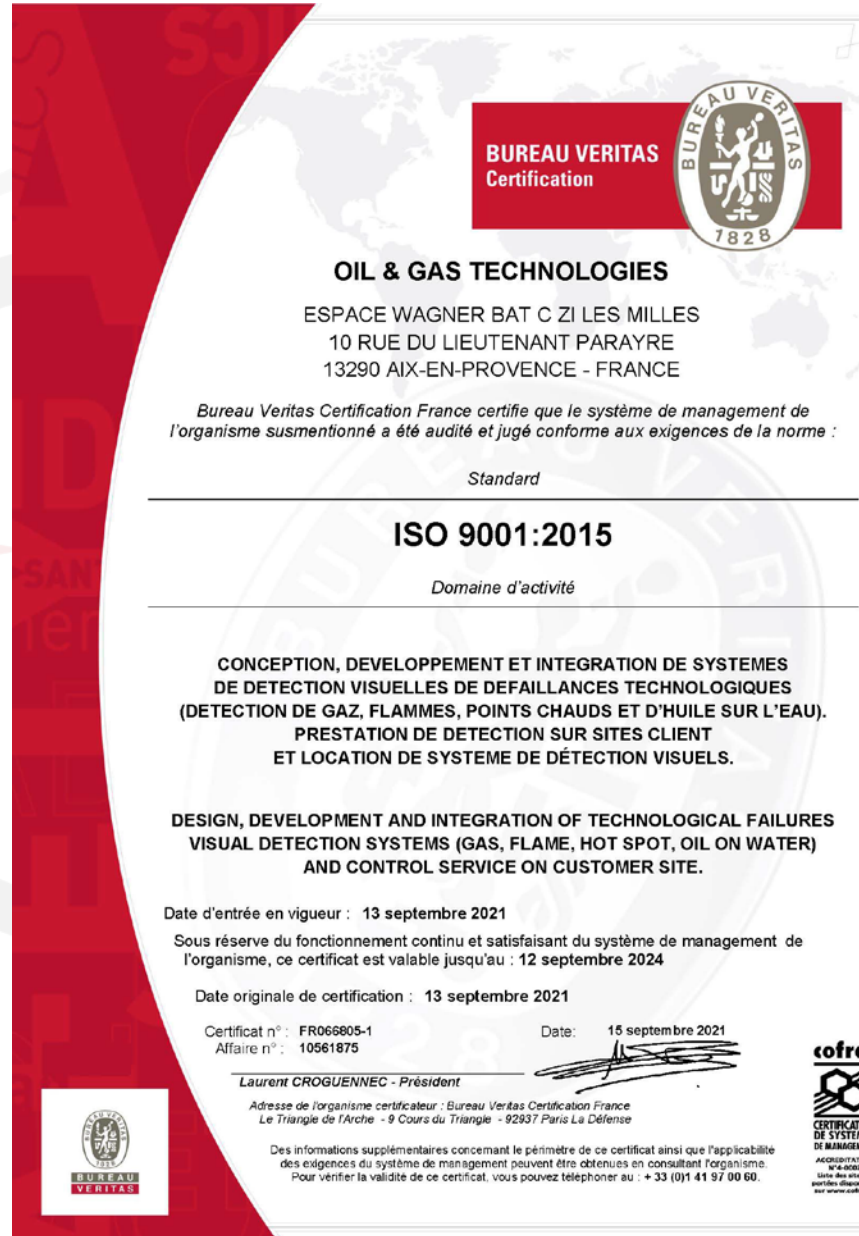 BUREAU VERITAS
Certification
BUREAU VERITAS
1828
OIL & GAS TECHNOLOGIES
ESPACE WAGNER BAT C ZI LES MILLES
10 RUE DU LIEUTENANT PARAYRE
13290 AIX-EN-PROVENCE - FRANCE
Bureau Veritas Certification France certifie que le système de management de
l'organisme susmentionné a été audité et jugé conforme aux exigences de la norme :
Standard
ISO 9001:2015
Domaine d'activité
CONCEPTION, DEVELOPPEMENT ET INTEGRATION DE SYSTEMES
DE DETECTION VISUELLES DE DEFAILLANCES TECHNOLOGIQUES
(DETECTION DE GAZ, FLAMMES, POINTS CHAUDS ET D'HUILE SUR L'EAU).
PRESTATION DE DETECTION SUR SITES CLIENT
ET LOCATION DE SYSTEME DE DÉTECTION VISUELS.
DESIGN, DEVELOPMENT AND INTEGRATION OF TECHNOLOGICAL FAILURES
VISUAL DETECTION SYSTEMS (GAS, FLAME, HOT SPOT, OIL ON WATER)
AND CONTROL SERVICE ON CUSTOMER SITE.
Date d'entrée en vigueur : 13 septembre 2021
Sous réserve du fonctionnement continu et satisfaisant du système de management de
l'organisme, ce certificat est valable jusqu'au : 12 septembre 2024
Date originale de certification : 13 septembre 2021
Certificat n° : FR066805-1 Date: 15 septembre 2021
Affaire n° : 10561875
Laurent CROGUENNEC - Président
Adresse de l'organisme certificateur : Bureau Veritas Certification France
Le Triangle de l'Arche - 9 Cours du Triangle - 92937 Paris La Défense
Des informations supplémentaires concernant le périmètre de ce certificat ainsi que l'applicabilité
des exigences du système de management peuvent être obtenues en consultant l'organisme.
Pour vérifier la validité de ce certificat, vous pouvez téléphoner au : + 33 (0)1 41 97 00 60.
BUREAU
VERITAS
DE SYSTEM
Liste des